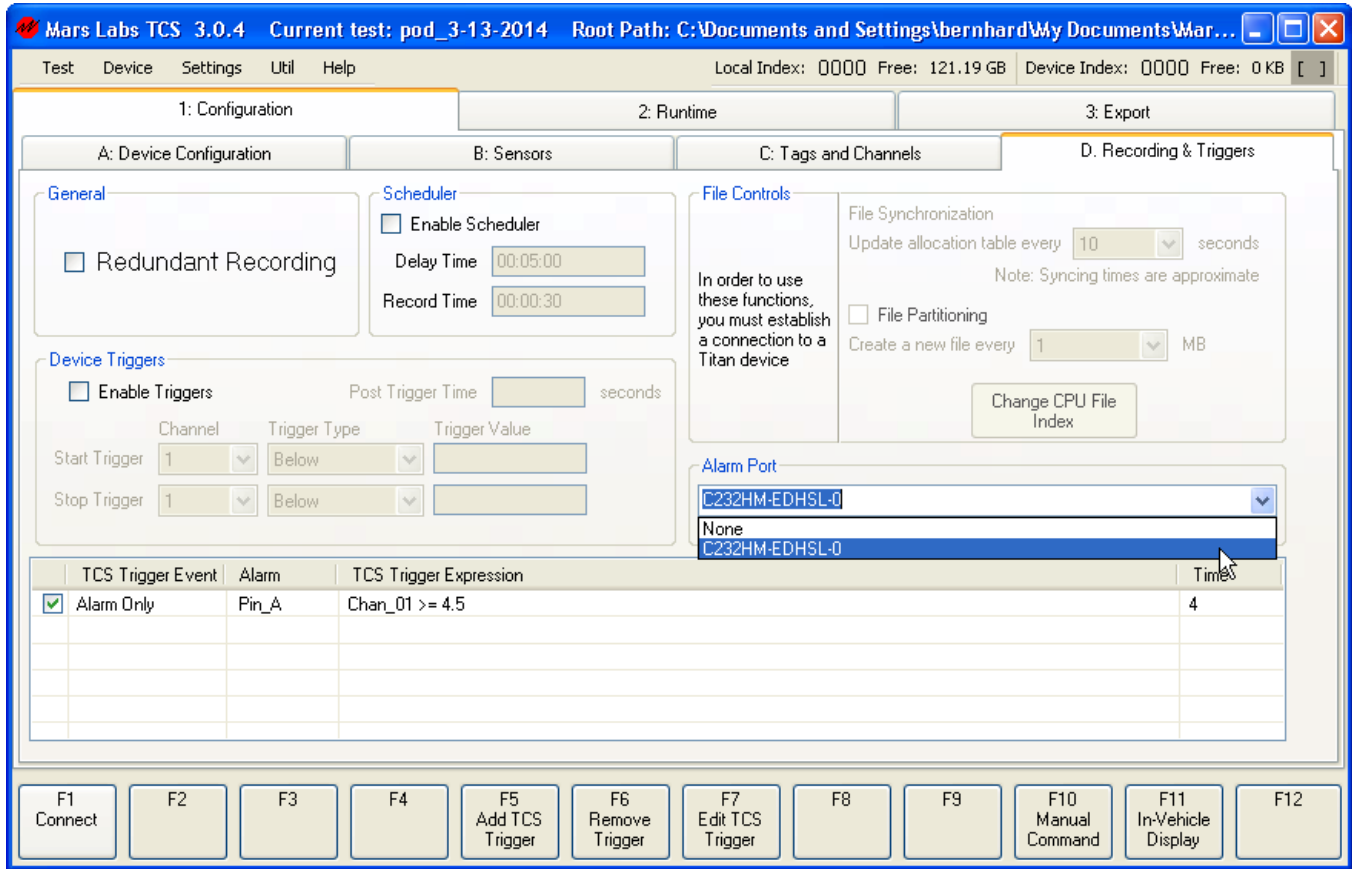 Mars Labs TCS 3.0.4 Current test: pod_3-13-2014 Root Path: C:\Documents and Settings\bernhard\My Documents\Mar...
Test Device Settings Util Help Local Index: 0000 Free: 121.19 GB Device Index: 0000 Free: 0 KB [ ]
1: Configuration 2: Runtime 3: Export
A: Device Configuration B: Sensors C: Tags and Channels D. Recording & Triggers
General
Redundant Recording
Scheduler
Enable Scheduler
Delay Time 00:05:00
Record Time 00:00:30
File Controls
In order to use
these functions,
you must establish
a connection to a
Titan device
File Synchronization
Update allocation table every 10 seconds
Note: Syncing times are approximate
File Partitioning
Create a new file every 1 MB
Change CPU File
Index
Device Triggers
Enable Triggers Post Trigger Time seconds
Channel Trigger Type Trigger Value
Start Trigger 1 Below
Stop Trigger 1 Below
Alarm Port
C232HM-EDHSL-0
None
C232HM-EDHSL-0
TCS Trigger Event Alarm TCS Trigger Expression Time
Alarm Only Pin_A Chan_01 >= 4.5 4
F1
Connect
F2
F3
F4
F5
Add TCS
Trigger
F6
Remove
Trigger
F7
Edit TCS
Trigger
F8
F9
F10
Manual
Command
F11
In-Vehicle
Display
F12